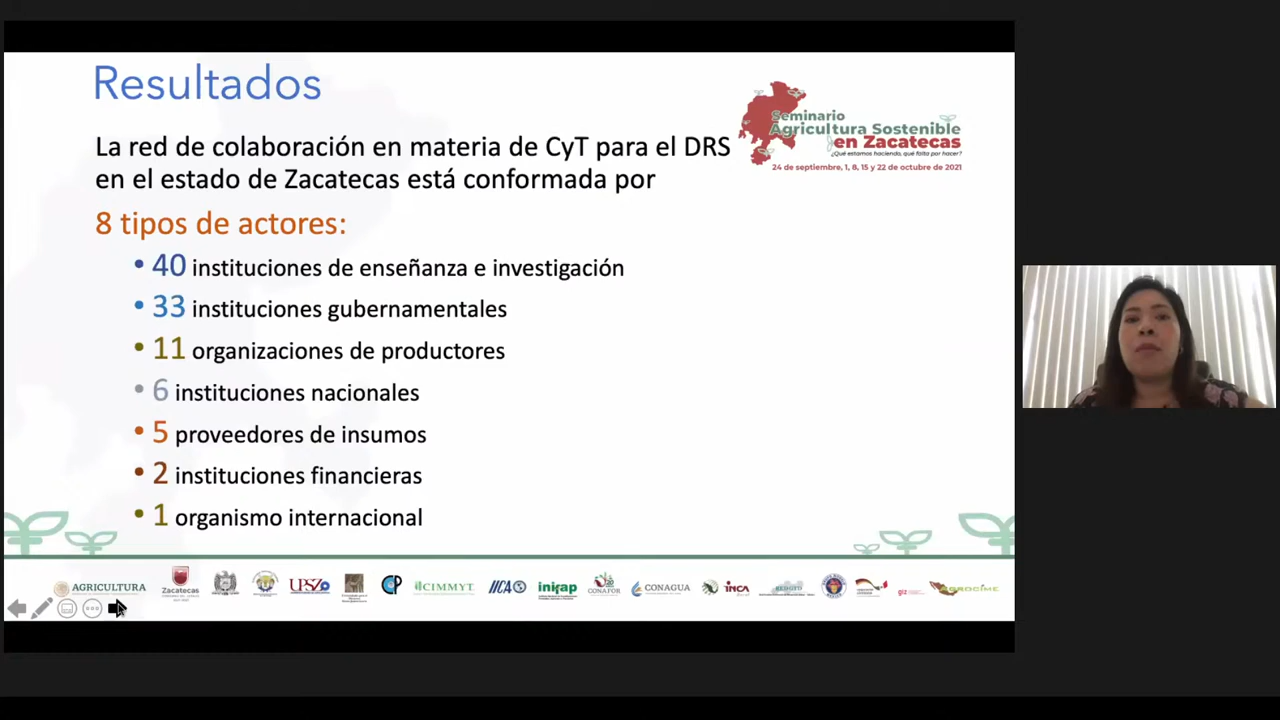 Resultados
Seminario
Agricultura Sostenible
en Zacatecas
¿Qué estamos haciendo, qué falta por hacer?
24 de septiembre, 1, 8, 15 y 22 de octubre de 2021
La red de colaboración en materia de CyT para el DRS
en el estado de Zacatecas está conformada por
8 tipos de actores:
• 40 instituciones de enseñanza e investigación
• 33 instituciones gubernamentales
• 11 organizaciones de productores
• 6 instituciones nacionales
• 5 proveedores de insumos
• 2 instituciones financieras
• 1 organismo internacional
AGRICULTURA
Zacatecas
UPSZ
CIMMYT
IICA
inifap
CONAFOR
CONAGUA
INCA
giz